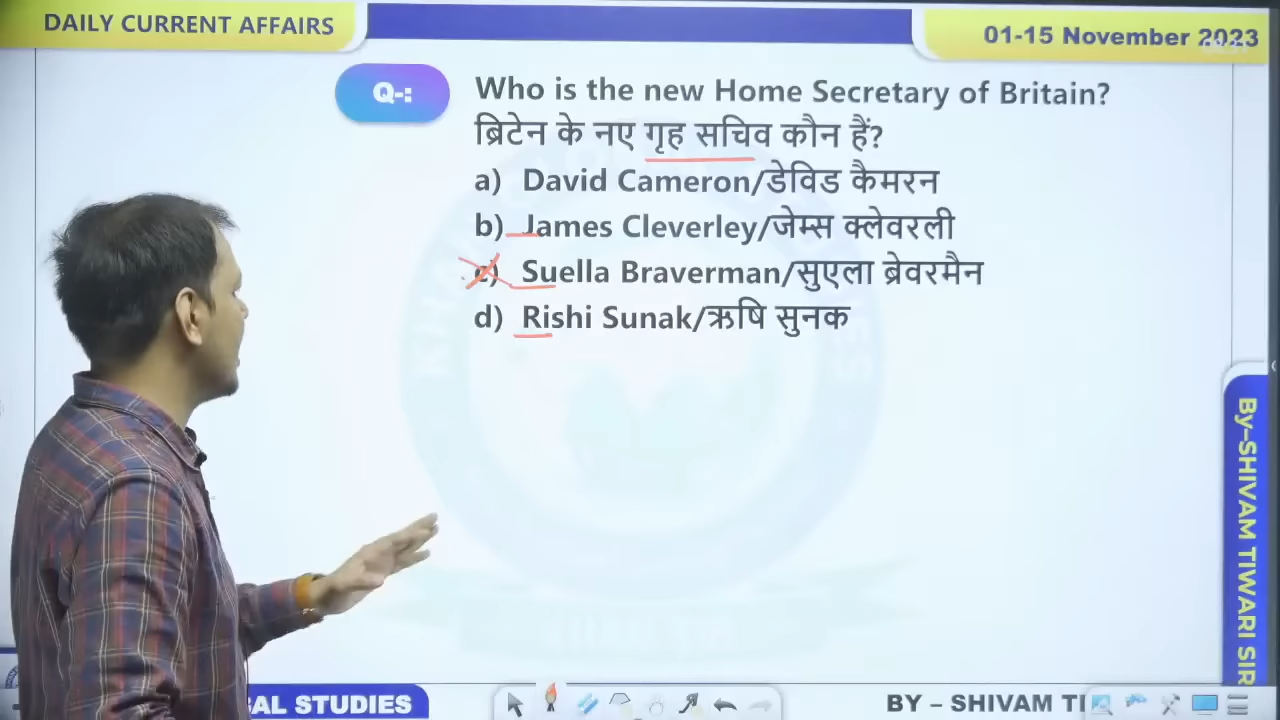 DAILY CURRENT AFFAIRS
01-15 November 2023
Q-:
Who is the new Home Secretary of Britain?
ब्रिटेन के नए गृह सचिव कौन हैं?
a) David Cameron/डेविड कैमरन
b) James Cleverley/जेम्स क्लेवरली
c) Suella Braverman/सुएला ब्रेवरमैन
d) Rishi Sunak/ऋषि सुनक
By-SHIVAM TIWARI SIR
AL STUDIES
BY – SHIVAM TI